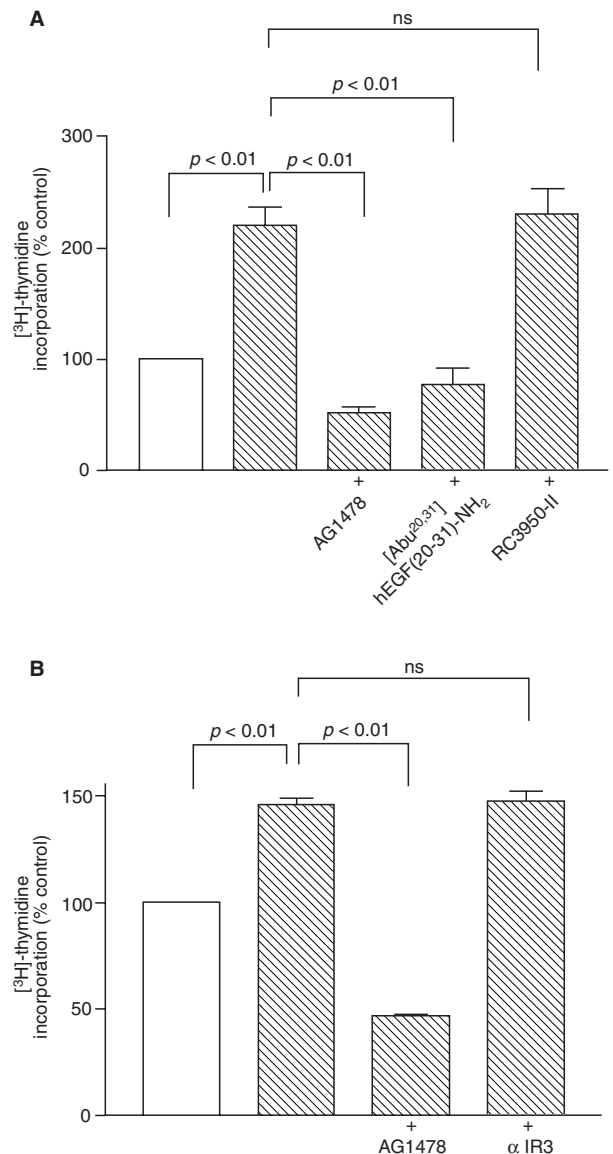 A
ns
p < 0.01
p < 0.01
p < 0.01
300
200
100
0
[³H]-thymidine
incorporation (% control)
+
+
+
AG1478
[Abu²⁰,³¹]
hEGF(20-31)-NH₂
RC3950-II
B
ns
p < 0.01
p < 0.01
150
100
50
0
[³H]-thymidine
incorporation (% control)
+
+
AG1478
α IR3